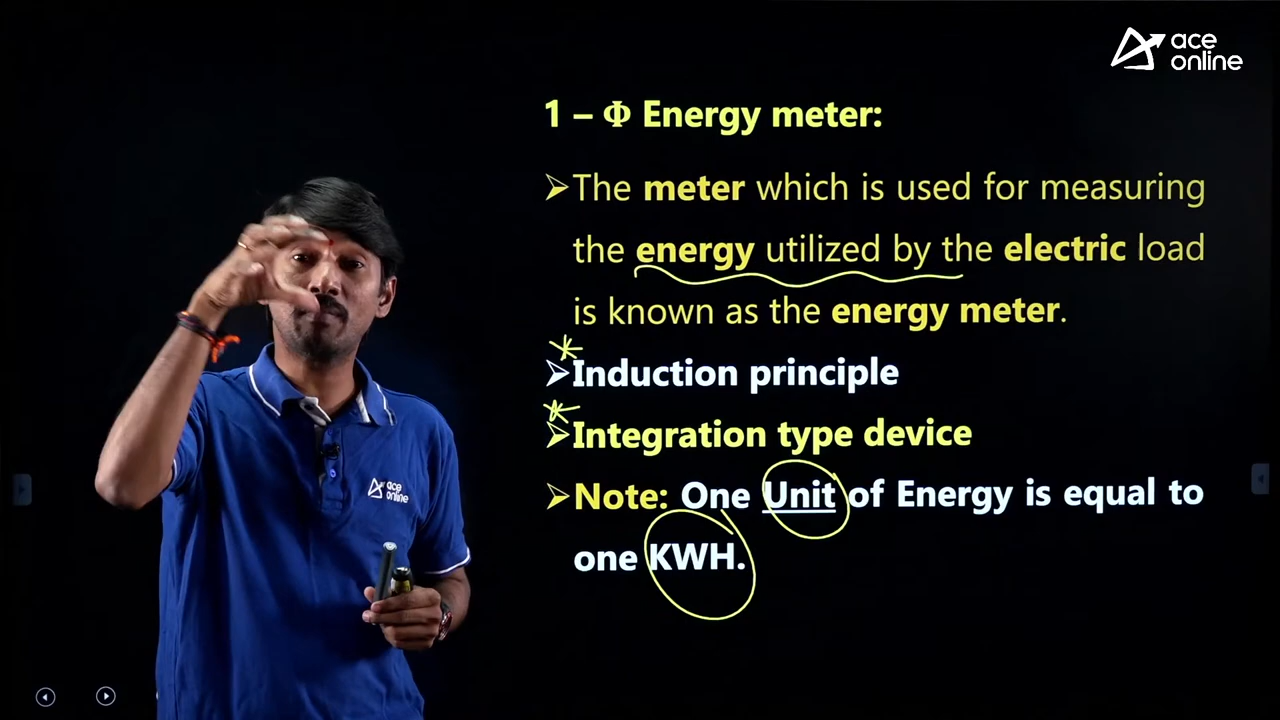 ace
online
1 – Φ Energy meter:
➢The meter which is used for measuring
the energy utilized by the electric load
is known as the energy meter.
➢Induction principle
➢Integration type device
➢Note: One Unit of Energy is equal to
one KWH.
ace
online